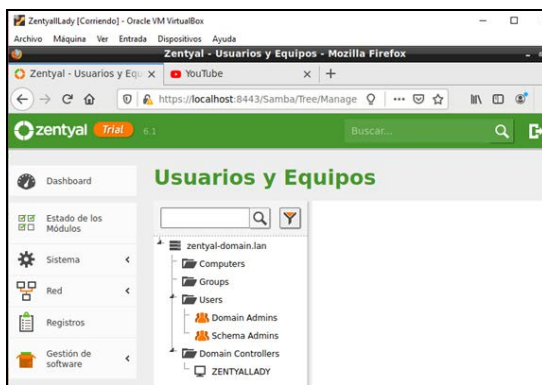 ZentyallLady [Corriendo] - Oracle VM VirtualBox
Archivo Máquina Ver Entrada Dispositivos Ayuda
Zentyal - Usuarios y Equipos - Mozilla Firefox
Zentyal - Usuarios y Equ
YouTube
https://localhost:8443/Samba/Tree/Manage
zentyal Trial 6.1
Buscar...
Dashboard
Estado de los
Módulos
Sistema
Red
Registros
Gestión de
software
Usuarios y Equipos
zentyal-domain.lan
Computers
Groups
Users
Domain Admins
Schema Admins
Domain Controllers
ZENTYALLADY